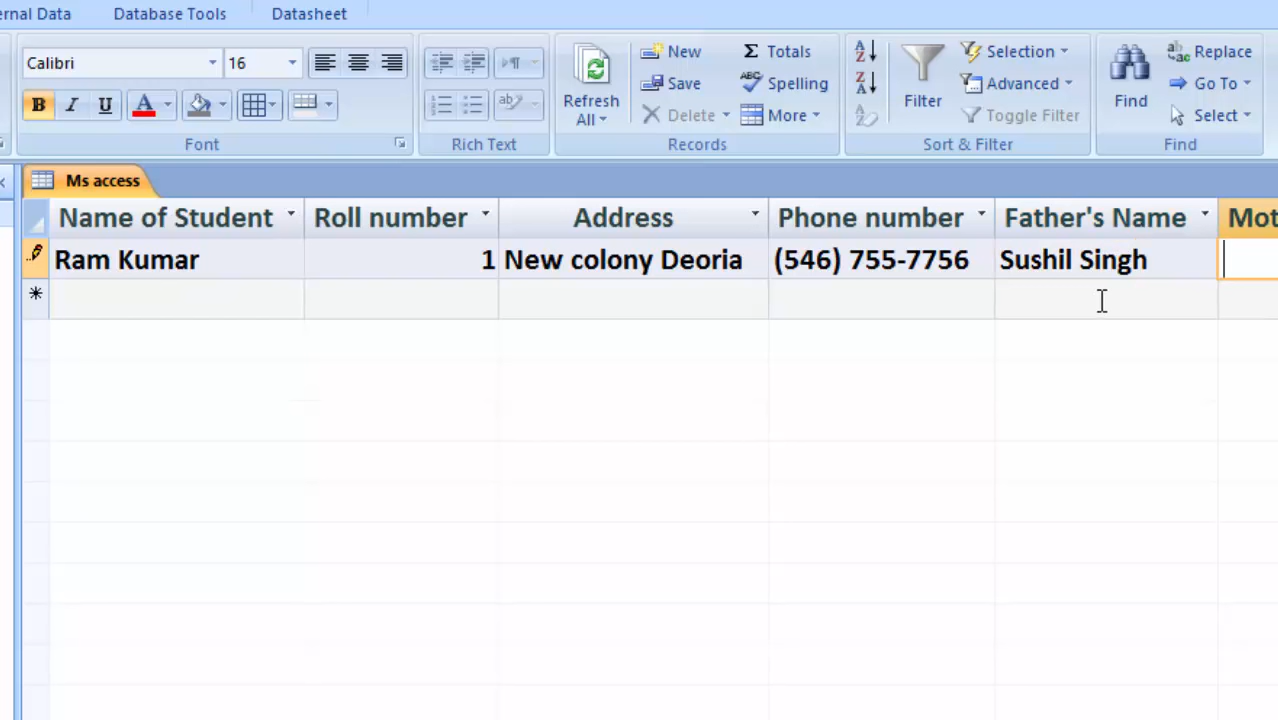 ernal Data Database Tools Datasheet
Calibri 16 New Totals Selection Replace
Save Spelling Advanced Go To
B I U A Refresh All Delete More Filter Toggle Filter Find Select
Font Rich Text Records Sort & Filter Find
Ms access
Name of Student Roll number Address Phone number Father's Name Mot
Ram Kumar 1 New colony Deoria (546) 755-7756 Sushil Singh